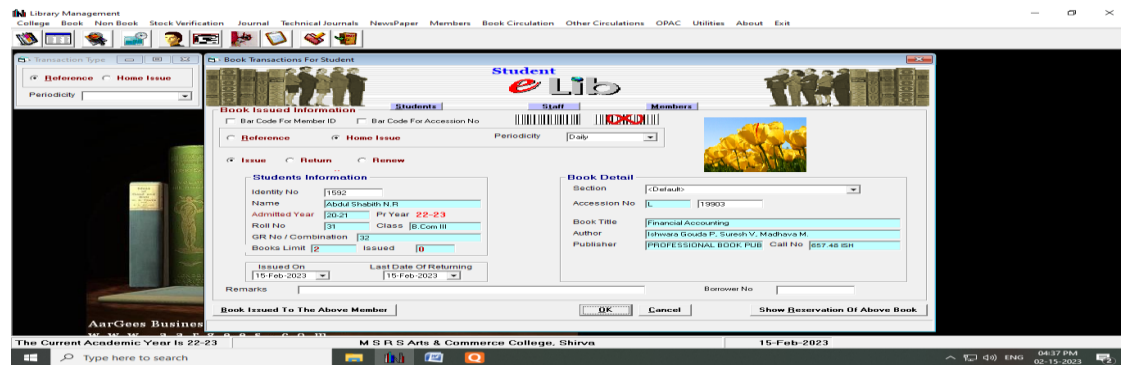 Library Management
College Book Non Book Stock Verification Journal Technical Journals NewsPaper Members Book Circulation Other Circulations OPAC Utilities About Exit
Transaction Type
Reference Home Issue
Periodicity
Book Transactions For Student
Student
e Lib
Students Staff Members
Book Issued Information
Bar Code For Member ID Bar Code For Accession No
Reference Home Issue Periodicity Daily
Issue Return Renew
Students Information
Identity No 1592
Name Abdul Shabith N.R
Admitted Year 20-21 Pr Year 22-23
Roll No 31 Class B.Com III
GR No / Combination 32
Books Limit 2 Issued 0
Issued On Last Date Of Returning
15-Feb-2023 15-Feb-2023
Book Detail
Section <Default>
Accession No L 19903
Book Title Financial Accounting
Author Ishwara Gouda P, Suresh V, Madhava M.
Publisher PROFESSIONAL BOOK PUB Call No 657.48 ISH
Remarks Borrower No
Book Issued To The Above Member OK Cancel Show Reservation Of Above Book
AarGees Busines
The Current Academic Year Is 22-23 M S R S Arts & Commerce College, Shirva 15-Feb-2023
Type here to search ENG 04:37 PM
02-15-2023